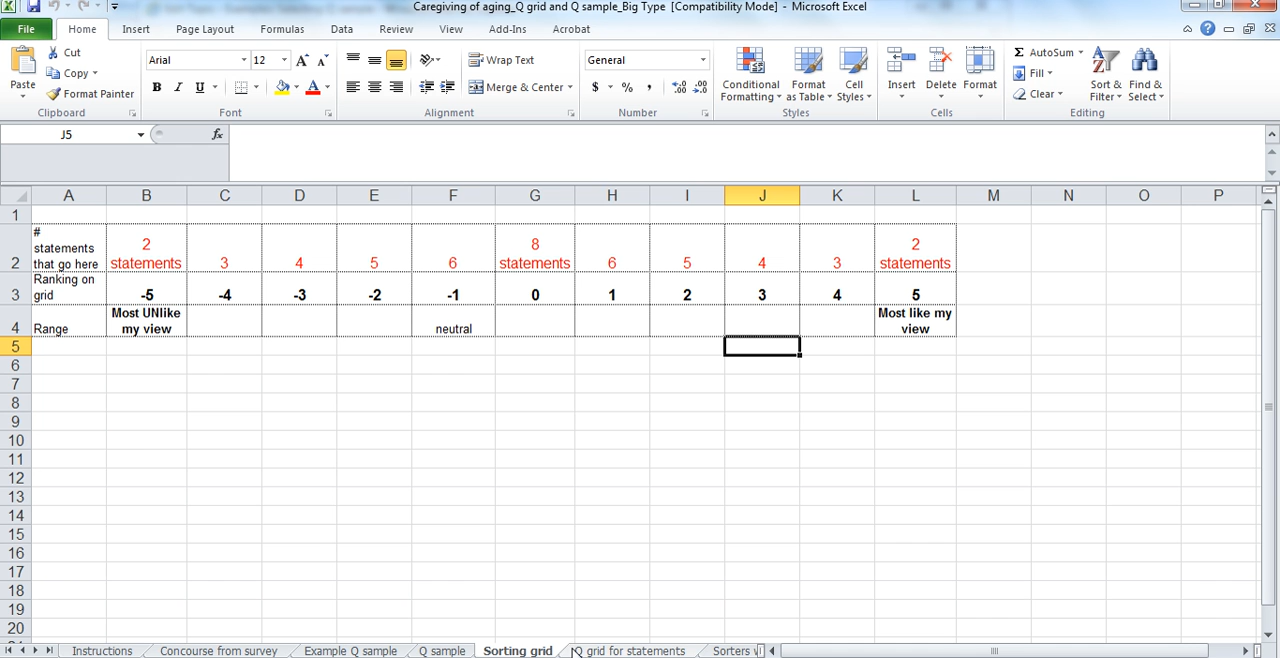 Caregiving of aging_Q grid and Q sample_Big Type [Compatibility Mode] - Microsoft Excel
File Home Insert Page Layout Formulas Data Review View Add-Ins Acrobat
Paste
Cut
Copy
Format Painter
Clipboard
Arial 12
B I U
Font
Wrap Text
Merge & Center
Alignment
General
$ % ,
Number
Conditional
Formatting
Format
as Table
Cell
Styles
Styles
Insert
Delete
Format
Cells
AutoSum
Fill
Clear
Sort &
Filter
Find &
Select
Editing
J5 fx
A B C D E F G H I J K L M N O P
1
#
statements
that go here
2
2
statements
3 4 5 6
8
statements
6 5 4 3
2
statements
Ranking on
grid
3
-5 -4 -3 -2 -1 0 1 2 3 4 5
4
Range
Most UNlike
my view
neutral
Most like my
view
5
6
7
8
9
10
11
12
13
14
15
16
17
18
19
20
Instructions Concourse from survey Example Q sample Q sample Sorting grid Q grid for statements Sorters